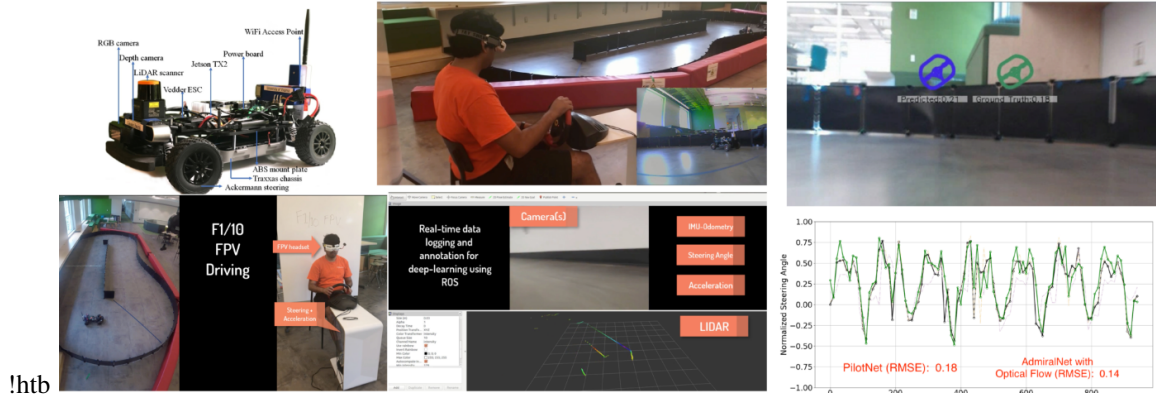 WiFi Access Point
RGB camera
Depth camera
Jetson TX2
Power board
LiDAR scanner
Vedder ESC
ABS mount plate
Traxxas chassis
Ackermann steering
Predicted:0.21
Ground Truth:0.18
F1/10
FPV
Driving
FPV headset
Steering +
Acceleration
Real-time data
logging and
annotation for
deep-learning using
ROS
Camera(s)
IMU-Odometry
Steering Angle
Acceleration
LIDAR
Normalized Steering Angle
1.00
0.75
0.50
0.25
0.00
−0.25
−0.50
−0.75
−1.00
PilotNet (RMSE): 0.18
AdmiralNet with
Optical Flow (RMSE): 0.14
0
200
400
600
800
!htb